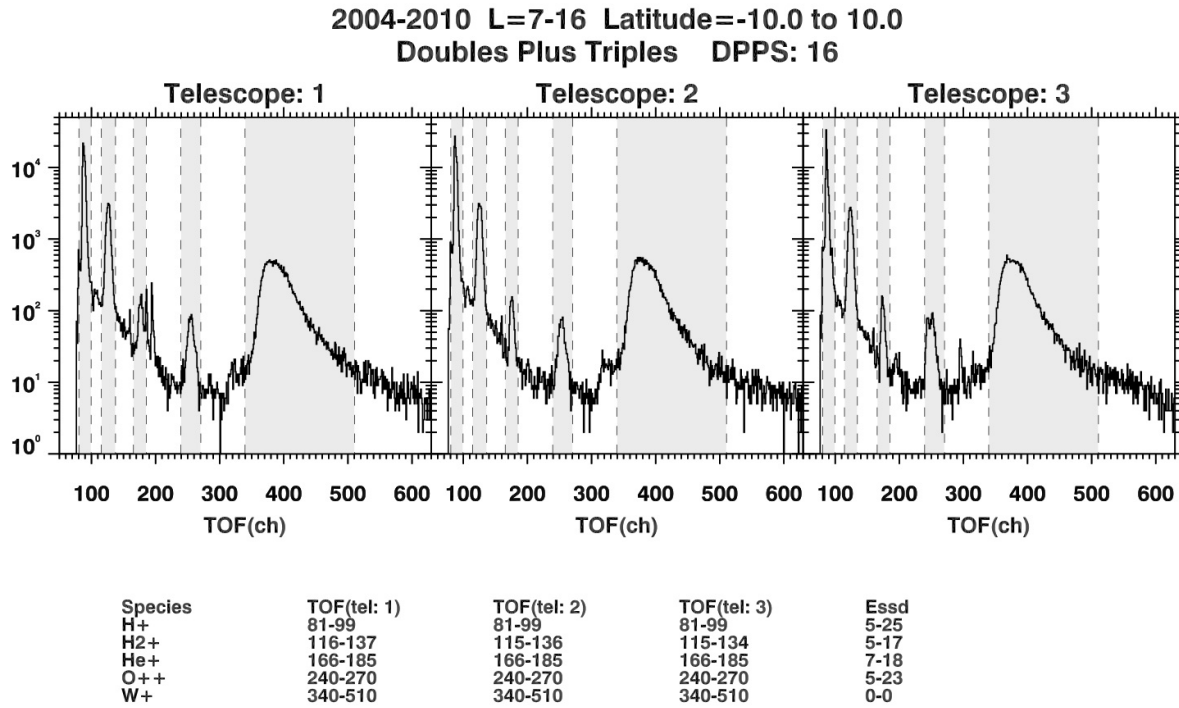 2004-2010 L=7-16 Latitude=-10.0 to 10.0
Doubles Plus Triples DPPS: 16
Telescope: 1 Telescope: 2 Telescope: 3
10⁴
10³
10²
10¹
10⁰
100 200 300 400 500 600 100 200 300 400 500 600 100 200 300 400 500 600
TOF(ch) TOF(ch) TOF(ch)
Species TOF(tel: 1) TOF(tel: 2) TOF(tel: 3) Essd
H+ 81-99 81-99 81-99 5-25
H2+ 116-137 115-136 115-134 5-17
He+ 166-185 166-185 166-185 7-18
O++ 240-270 240-270 240-270 5-23
W+ 340-510 340-510 340-510 0-0